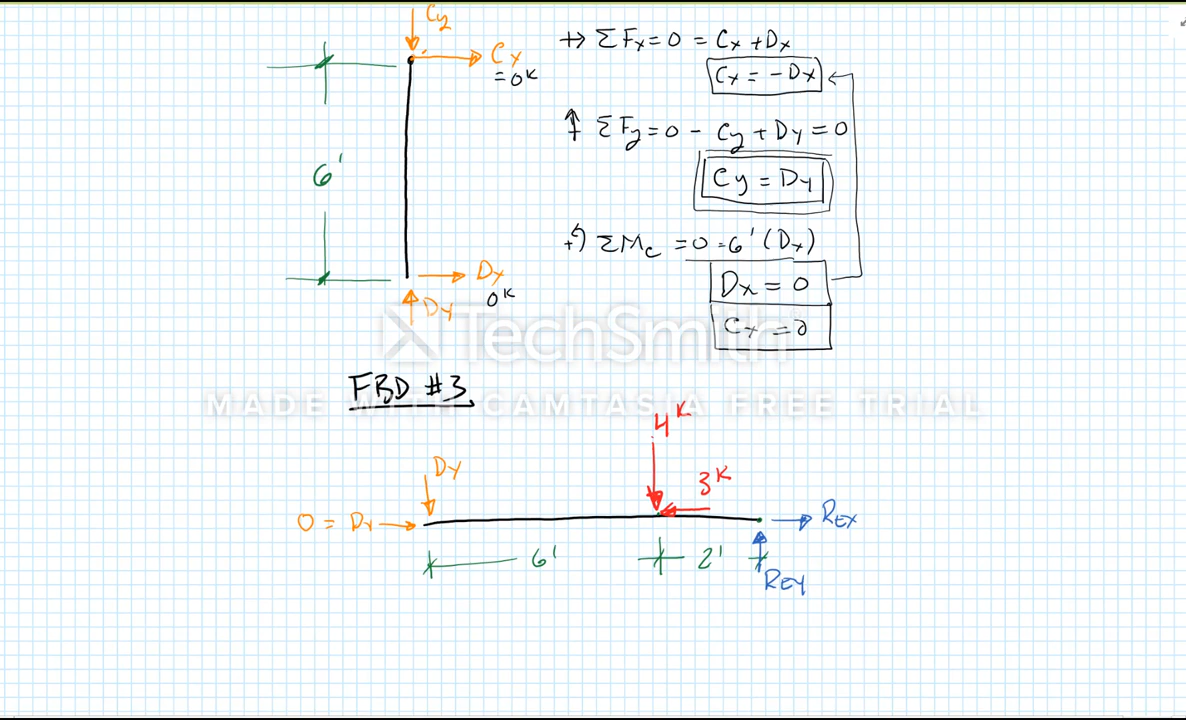 Cy
Cx
= 0ᴷ
6'
Dx
0ᴷ
Dy
+→ ΣFx = 0 = Cx + Dx
Cx = -Dx
↑ ΣFy = 0 - Cy + Dy = 0
Cy = Dy
+↺ ΣMc = 0 = 6' (Dx)
Dx = 0
Cx = 0
TechSmith
MADE WITH CAMTASIA FREE TRIAL
FBD #3
4ᴷ
Dy
3ᴷ
0 = Dx
REX
6'
2'
REY